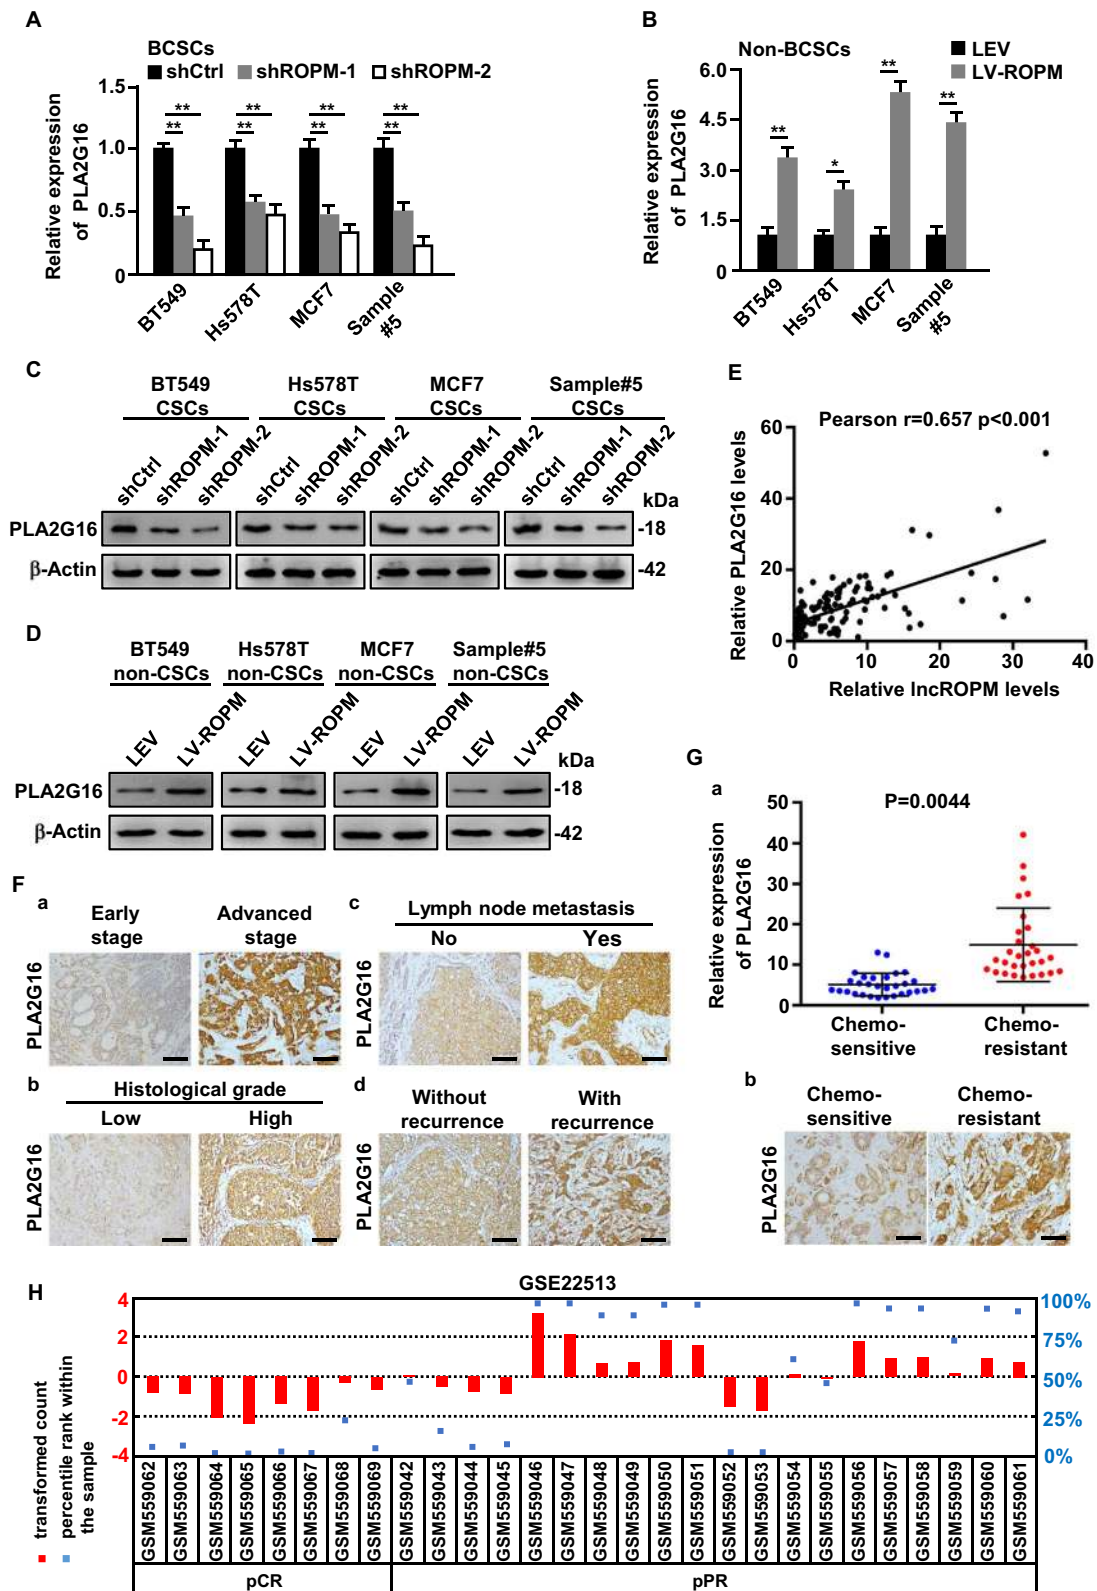 A
BCSCs
shCtrl shROPM-1 shROPM-2
Relative expression
of PLA2G16
1.5
1.0
0.5
0
** ** ** **
** ** ** **
BT549 Hs578T MCF7 Sample
#5
B
Non-BCSCs
LEV
LV-ROPM
Relative expression
of PLA2G16
6.0
4.5
3.0
1.5
0
** * ** **
BT549 Hs578T MCF7 Sample
#5
C
BT549 Hs578T MCF7 Sample#5
CSCs CSCs CSCs CSCs
shCtrl shROPM-1 shROPM-2 shCtrl shROPM-1 shROPM-2 shCtrl shROPM-1 shROPM-2 shCtrl shROPM-1 shROPM-2
kDa
PLA2G16 -18
β-Actin -42
D
BT549 Hs578T MCF7 Sample#5
non-CSCs non-CSCs non-CSCs non-CSCs
LEV LV-ROPM LEV LV-ROPM LEV LV-ROPM LEV LV-ROPM
kDa
PLA2G16 -18
β-Actin -42
E
Pearson r=0.657 p<0.001
Relative PLA2G16 levels
60
40
20
0
0 10 20 30 40
Relative lncROPM levels
F
a
Early
stage
Advanced
stage
PLA2G16
b
Histological grade
Low High
PLA2G16
c
Lymph node metastasis
No Yes
PLA2G16
d
Without
recurrence
With
recurrence
PLA2G16
G
a
P=0.0044
Relative expression
of PLA2G16
50
40
30
20
10
0
Chemo-
sensitive
Chemo-
resistant
b
Chemo-
sensitive
Chemo-
resistant
PLA2G16
H
GSE22513
4
2
0
-2
-4
100%
75%
50%
25%
0%
transformed count
percentile rank within
the sample
GSM559062
GSM559063
GSM559064
GSM559065
GSM559066
GSM559067
GSM559068
GSM559069
GSM559042
GSM559043
GSM559044
GSM559045
GSM559046
GSM559047
GSM559048
GSM559049
GSM559050
GSM559051
GSM559052
GSM559053
GSM559054
GSM559055
GSM559056
GSM559057
GSM559058
GSM559059
GSM559060
GSM559061
pCR pPR